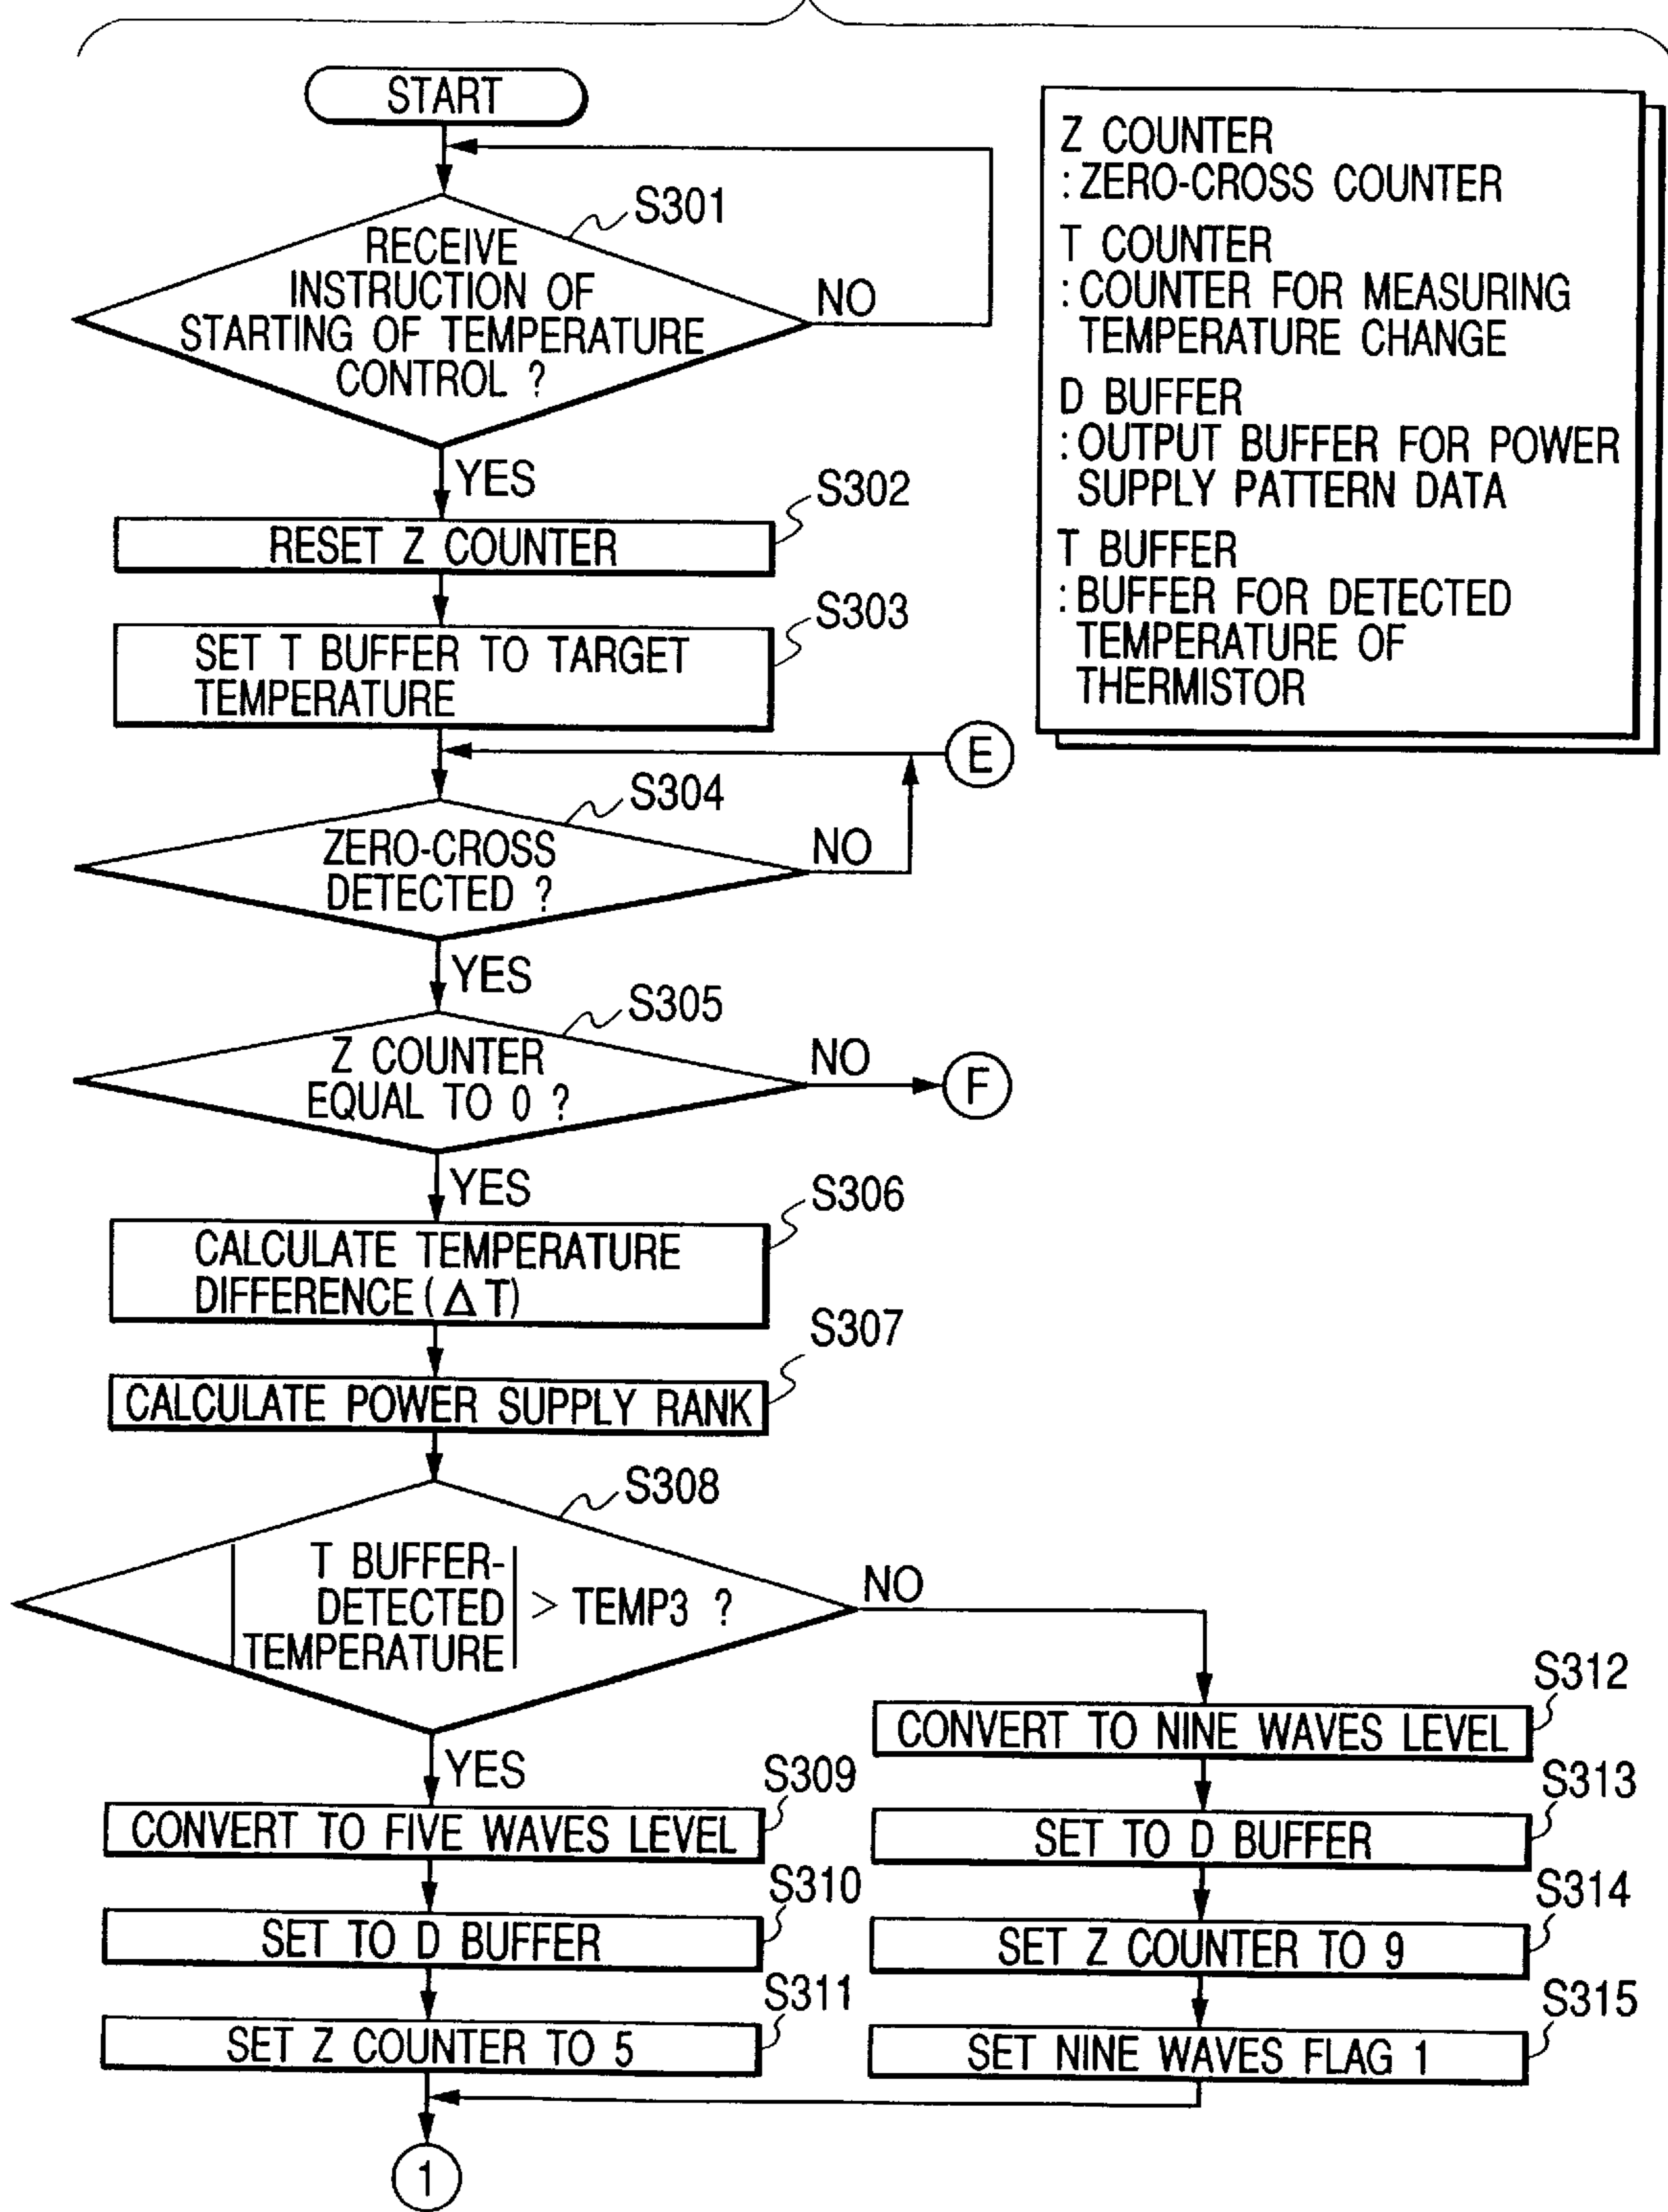 START
S301
RECEIVE
INSTRUCTION OF
STARTING OF TEMPERATURE
CONTROL ?
NO
YES
S302
RESET Z COUNTER
S303
SET T BUFFER TO TARGET
TEMPERATURE
E
S304
ZERO-CROSS
DETECTED ?
NO
YES
S305
Z COUNTER
EQUAL TO 0 ?
NO
F
YES
S306
CALCULATE TEMPERATURE
DIFFERENCE (Δ T)
S307
CALCULATE POWER SUPPLY RANK
S308
| T BUFFER-
DETECTED
TEMPERATURE | > TEMP3 ?
NO
YES
S309
CONVERT TO FIVE WAVES LEVEL
S310
SET TO D BUFFER
S311
SET Z COUNTER TO 5
S312
CONVERT TO NINE WAVES LEVEL
S313
SET TO D BUFFER
S314
SET Z COUNTER TO 9
S315
SET NINE WAVES FLAG 1
1
Z COUNTER
:ZERO-CROSS COUNTER
T COUNTER
:COUNTER FOR MEASURING
TEMPERATURE CHANGE
D BUFFER
:OUTPUT BUFFER FOR POWER
SUPPLY PATTERN DATA
T BUFFER
:BUFFER FOR DETECTED
TEMPERATURE OF
THERMISTOR